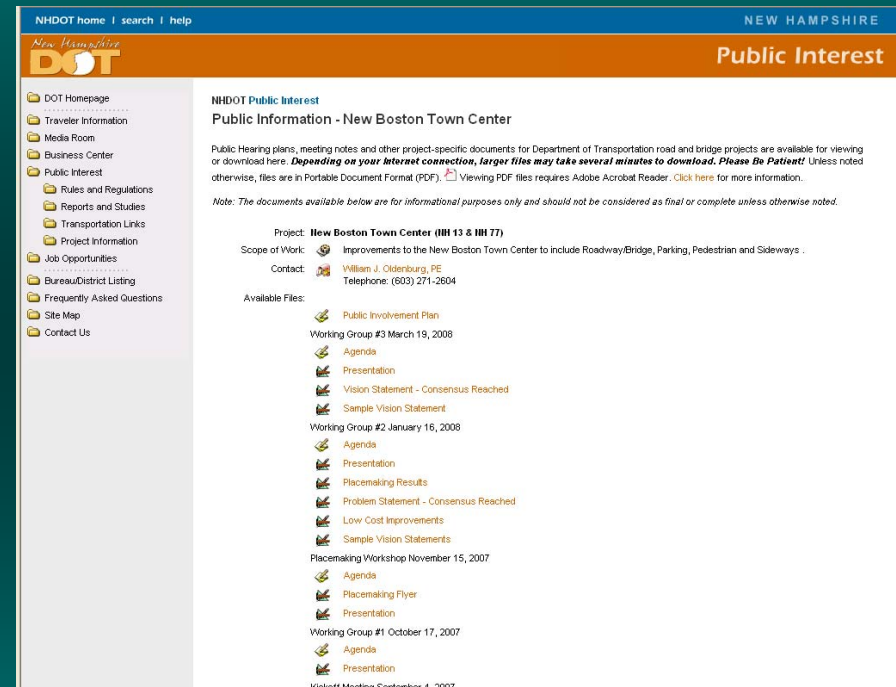 NHDOT home | search | help
NEW HAMPSHIRE
New Hampshire
DOT
Public Interest
DOT Homepage
Traveler Information
Media Room
Business Center
Public Interest
Rules and Regulations
Reports and Studies
Transportation Links
Project Information
Job Opportunities
Bureau/District Listing
Frequently Asked Questions
Site Map
Contact Us
NHDOT Public Interest
Public Information - New Boston Town Center
Public Hearing plans, meeting notes and other project-specific documents for Department of Transportation road and bridge projects are available for viewing
or download here. Depending on your Internet connection, larger files may take several minutes to download. Please Be Patient! Unless noted
otherwise, files are in Portable Document Format (PDF). Viewing PDF files requires Adobe Acrobat Reader. Click here for more information.
Note: The documents available below are for informational purposes only and should not be considered as final or complete unless otherwise noted.
Project: New Boston Town Center (NH 13 & NH 77)
Scope of Work: Improvements to the New Boston Town Center to include Roadway/Bridge, Parking, Pedestrian and Sideways .
Contact: William J. Oldenburg, PE
Telephone: (603) 271-2604
Available Files:
Public Involvement Plan
Working Group #3 March 19, 2008
Agenda
Presentation
Vision Statement - Consensus Reached
Sample Vision Statement
Working Group #2 January 16, 2008
Agenda
Presentation
Placemaking Results
Problem Statement - Consensus Reached
Low Cost Improvements
Sample Vision Statements
Placemaking Workshop November 15, 2007
Agenda
Placemaking Flyer
Presentation
Working Group #1 October 17, 2007
Agenda
Presentation
Kickoff Meeting September 4, 2007